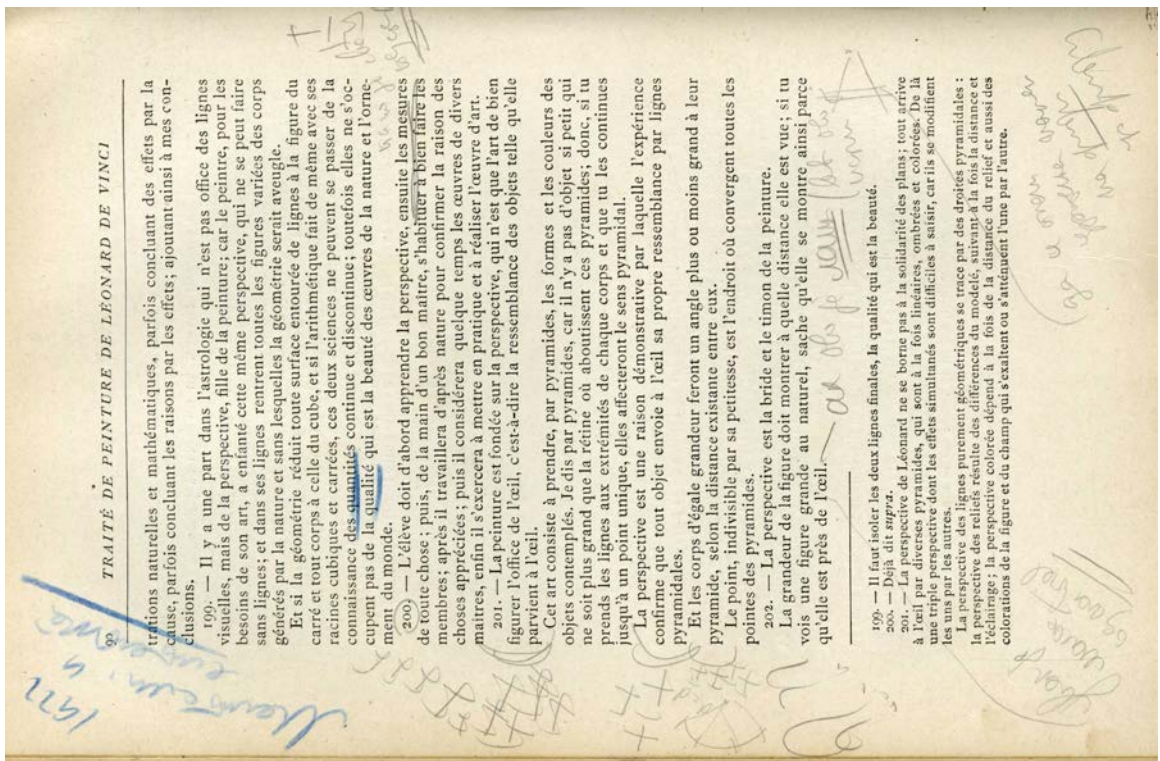 92 TRAITÉ DE PEINTURE DE LÉONARD DE VINCI
trations naturelles et mathématiques, parfois concluant des effets par la
cause, parfois concluant les raisons par les effets ; ajoutant ainsi à mes con-
clusions.
199. — Il y a une part dans l'astrologie qui n'est pas office des lignes
visuelles, mais de la perspective, fille de la peinture ; car le peintre, pour les
besoins de son art, a enfanté cette même perspective, qui ne se peut faire
sans lignes ; et dans ses lignes rentrent toutes les figures variées des corps
générés par la nature et sans lesquelles la géométrie serait aveugle.
Et si la géométrie réduit toute surface entourée de lignes à la figure du
carré et tout corps à celle du cube, et si l'arithmétique fait de même avec ses
racines cubiques et carrées, ces deux sciences ne peuvent se passer de la
connaissance des quantités continue et discontinue ; toutefois elles ne s'oc-
cupent pas de la qualité qui est la beauté des œuvres de la nature et l'orne-
ment du monde.
200. — L'élève doit d'abord apprendre la perspective, ensuite les mesures
de toute chose ; puis, de la main d'un bon maître, s'habituer à bien faire les
membres ; après il travaillera d'après nature pour confirmer la raison des
choses appréciées ; puis il considérera quelque temps les œuvres de divers
maîtres, enfin il s'exercera à mettre en pratique et à réaliser l'œuvre d'art.
201. — La peinture est fondée sur la perspective, qui n'est que l'art de bien
figurer l'office de l'œil, c'est-à-dire la ressemblance des objets telle qu'elle
parvient à l'œil.
Cet art consiste à prendre, par pyramides, les formes et les couleurs des
objets contemplés. Je dis par pyramides, car il n'y a pas d'objet si petit qui
ne soit plus grand que la rétine où aboutissent ces pyramides ; donc, si tu
prends les lignes aux extrémités de chaque corps et que tu les continues
jusqu'à un point unique, elles affecteront le sens pyramidal.
La perspective est une raison démonstrative par laquelle l'expérience
confirme que tout objet envoie à l'œil sa propre ressemblance par lignes
pyramidales.
Et les corps d'égale grandeur feront un angle plus ou moins grand à leur
pyramide, selon la distance existante entre eux.
Le point, indivisible par sa petitesse, est l'endroit où convergent toutes les
pointes des pyramides.
202. — La perspective est la bride et le timon de la peinture.
La grandeur de la figure doit montrer à quelle distance elle est vue ; si tu
vois une figure grande au naturel, sache qu'elle se montre ainsi parce
qu'elle est près de l'œil.
199. — Il faut isoler les deux lignes finales, la qualité qui est la beauté.
200. — Déjà dit supra.
201. — La perspective de Léonard ne se borne pas à la solidarité des plans ; tout arrive
à l'œil par diverses pyramides, qui sont à la fois linéaires, ombrées et colorées. De là
une triple perspective dont les effets simultanés sont difficiles à saisir, car ils se modifient
les uns par les autres.
La perspective des lignes purement géométriques se trace par des droites pyramidales :
la perspective des reliefs résulte des différences du modelé, suivant à la fois la distance et
l'éclairage ; la perspective colorée dépend à la fois de la distance du relief et aussi des
colorations de la figure et du champ qui s'exaltent ou s'atténuent l'une par l'autre.
1922